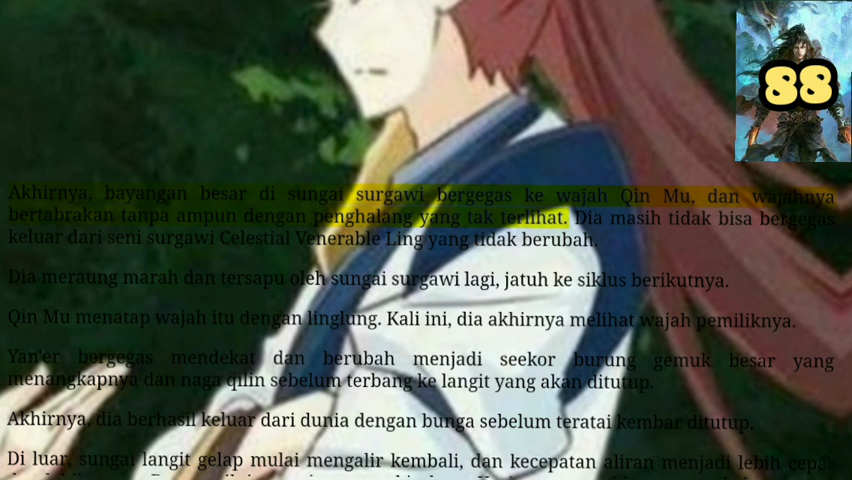 88
Akhirnya, bayangan besar di sungai surgawi bergegas ke wajah Qin Mu, dan wajahnya
bertabrakan tanpa ampun dengan penghalang yang tak terlihat. Dia masih tidak bisa bergegas
keluar dari seni surgawi Celestial Venerable Ling yang tidak berubah.
Dia meraung marah dan tersapu oleh sungai surgawi lagi, jatuh ke siklus berikutnya.
Qin Mu menatap wajah itu dengan linglung. Kali ini, dia akhirnya melihat wajah pemiliknya.
Yan'er bergegas mendekat dan berubah menjadi seekor burung gemuk besar yang
menangkapnya dan naga qilin sebelum terbang ke langit yang akan ditutup.
Akhirnya, dia berhasil keluar dari dunia dengan bunga sebelum teratai kembar ditutup.
Di luar, sungai langit gelap mulai mengalir kembali, dan kecepatan aliran menjadi lebih cepat